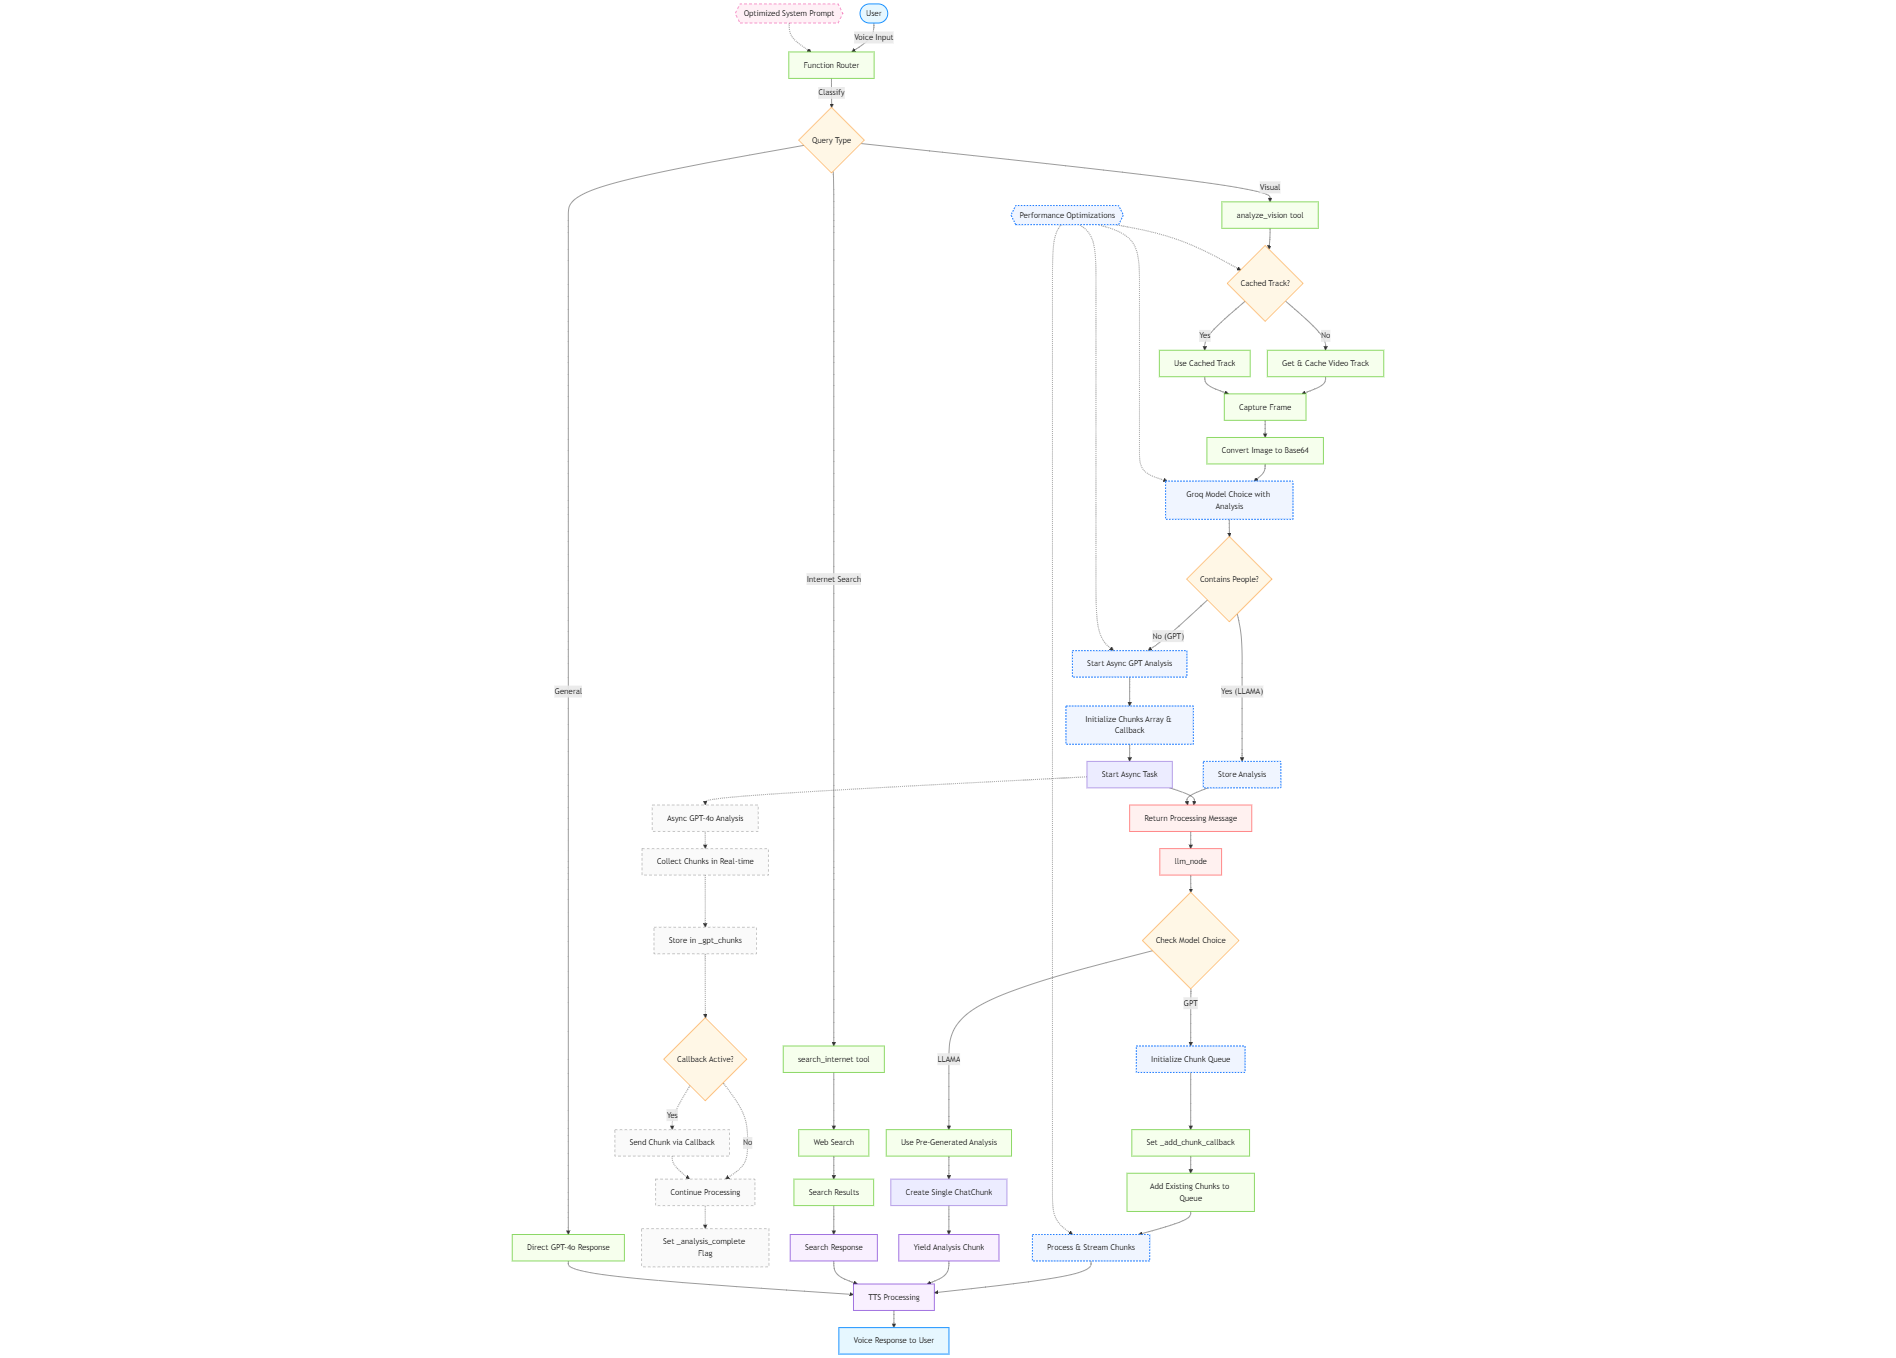 Optimized System Prompt
User
Voice Input
Function Router
Classify
Query Type
Visual
Performance Optimizations
analyze_vision tool
Cached Track?
Yes
No
Use Cached Track
Get & Cache Video Track
Capture Frame
Convert Image to Base64
Groq Model Choice with
Analysis
Contains People?
Internet Search
No (GPT)
Start Async GPT Analysis
General
Yes (LLAMA)
Initialize Chunks Array &
Callback
Start Async Task
Store Analysis
Async GPT-4o Analysis
Return Processing Message
Collect Chunks in Real-time
llm_node
Store in _gpt_chunks
Check Model Choice
GPT
Callback Active?
search_internet tool
LLAMA
Initialize Chunk Queue
Yes
Send Chunk via Callback
No
Web Search
Use Pre-Generated Analysis
Set _add_chunk_callback
Continue Processing
Search Results
Create Single ChatChunk
Add Existing Chunks to
Queue
Direct GPT-4o Response
Set _analysis_complete
Flag
Search Response
Yield Analysis Chunk
Process & Stream Chunks
TTS Processing
Voice Response to User